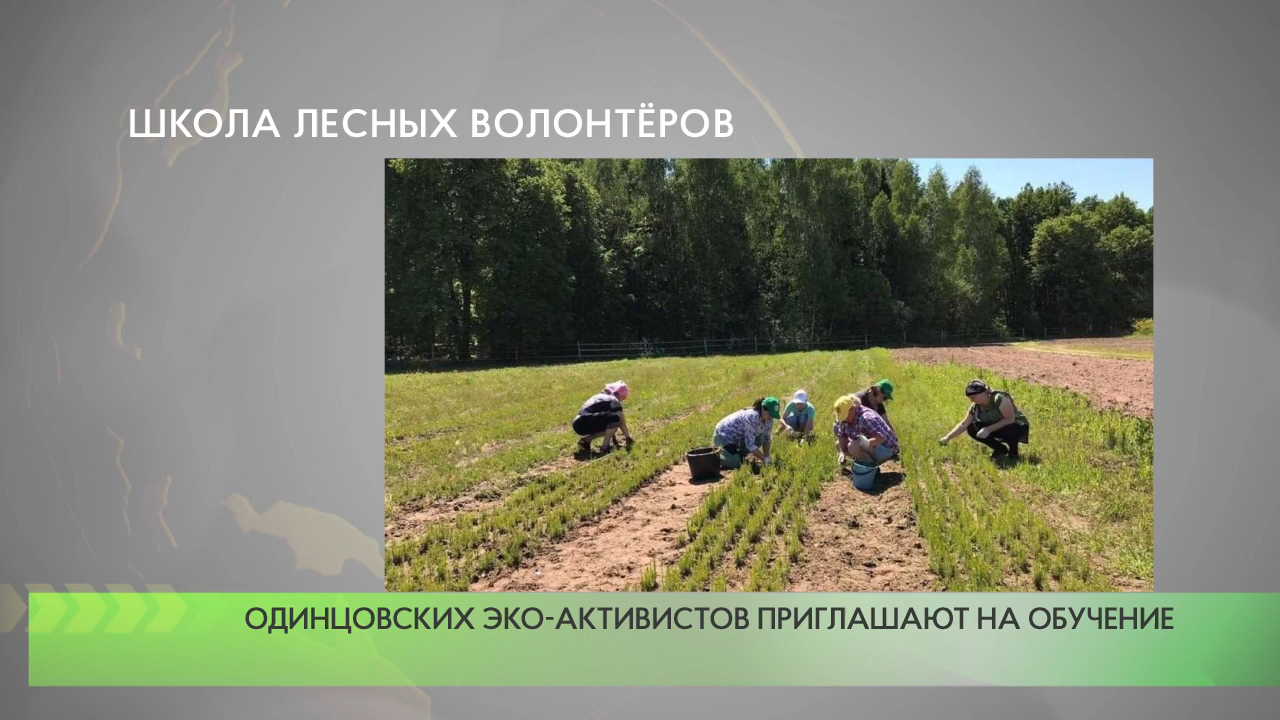 ШКОЛА ЛЕСНЫХ ВОЛОНТЁРОВ
ОДИНЦОВСКИХ ЭКО-АКТИВИСТОВ ПРИГЛАШАЮТ НА ОБУЧЕНИЕ